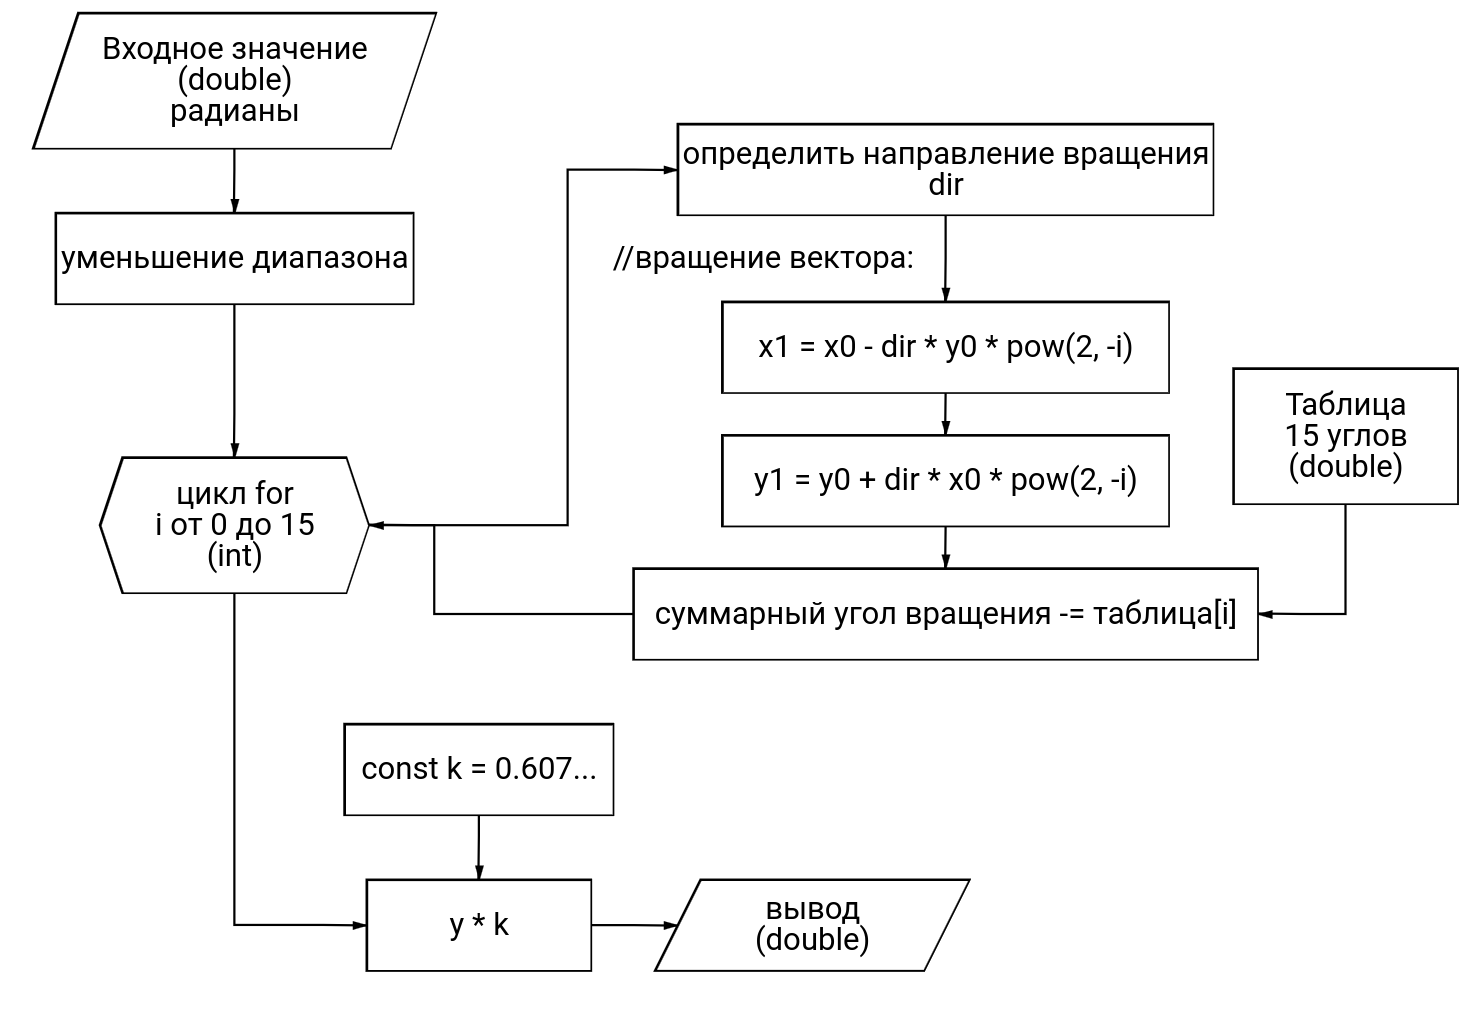 Входное значение
(double)
радианы
уменьшение диапазона
цикл for
i от 0 до 15
(int)
определить направление вращения
dir
//вращение вектора:
x1 = x0 - dir * y0 * pow(2, -i)
y1 = y0 + dir * x0 * pow(2, -i)
Таблица
15 углов
(double)
суммарный угол вращения -= таблица[i]
const k = 0.607...
y * k
вывод
(double)